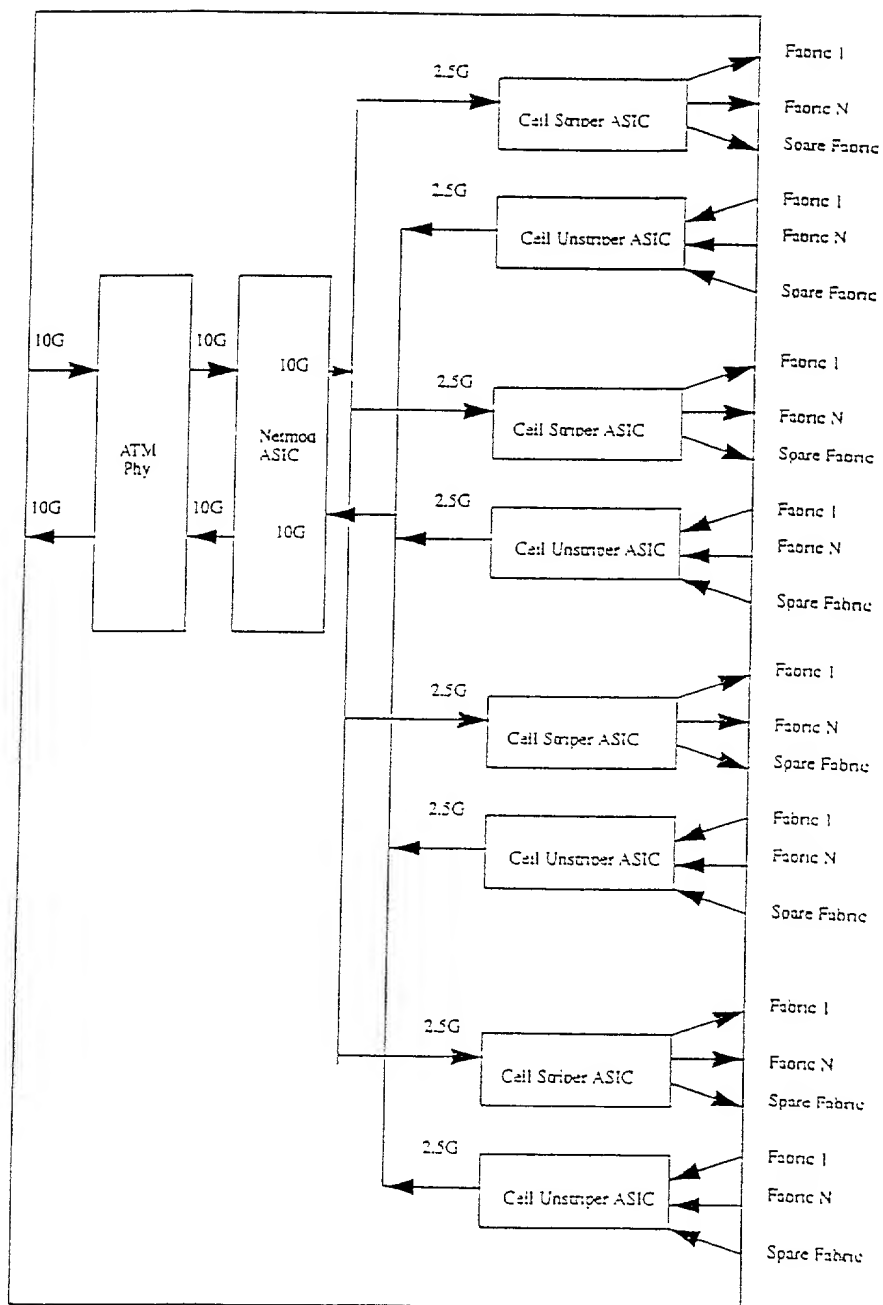 Fabric 1
2.5G
Cell Striper ASIC
Fabric N
Spare Fabric
2.5G
Fabric 1
Cell Unstriper ASIC
Fabric N
Spare Fabric
10G
10G
10G
ATM
Phy
Netmod
ASIC
10G
10G
10G
Fabric 1
2.5G
Cell Striper ASIC
Fabric N
Spare Fabric
2.5G
Fabric 1
Cell Unstriper ASIC
Fabric N
Spare Fabric
Fabric 1
2.5G
Cell Striper ASIC
Fabric N
Spare Fabric
2.5G
Fabric 1
Cell Unstriper ASIC
Fabric N
Spare Fabric
Fabric 1
2.5G
Cell Striper ASIC
Fabric N
Spare Fabric
2.5G
Fabric 1
Cell Unstriper ASIC
Fabric N
Spare Fabric